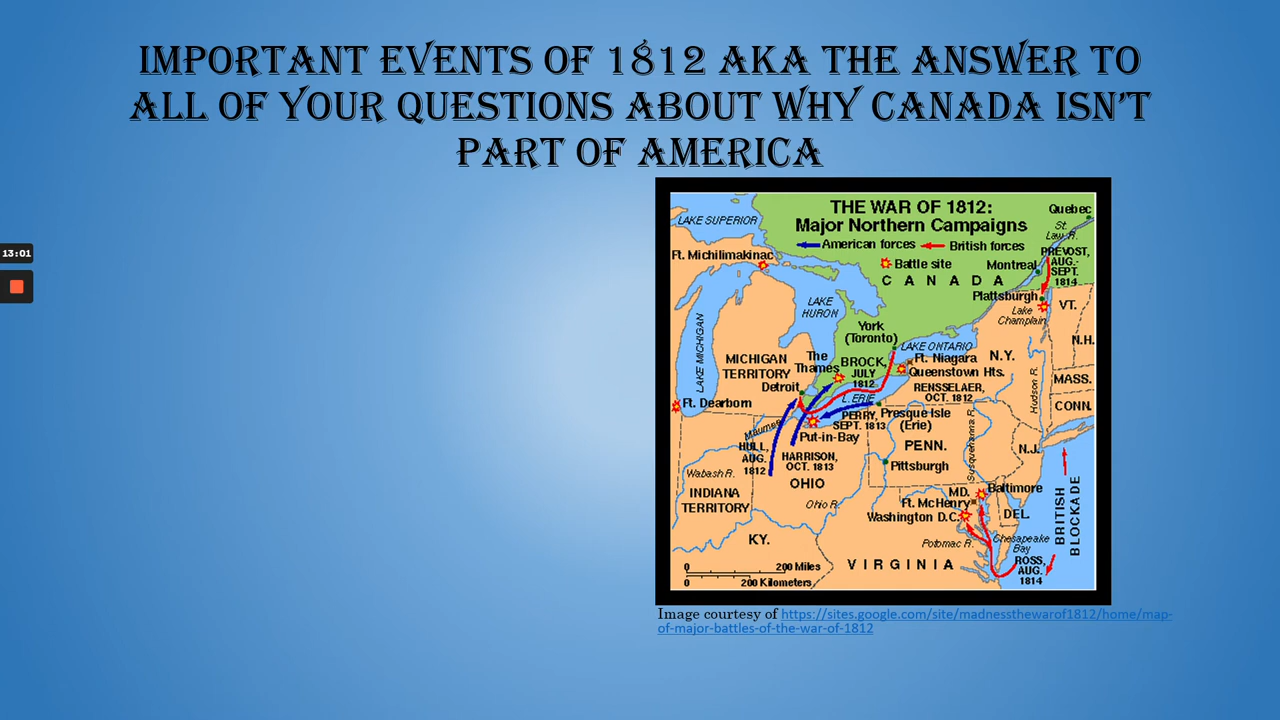 IMPORTANT EVENTS OF 1812 AKA THE ANSWER TO
ALL OF YOUR QUESTIONS ABOUT WHY CANADA ISN'T
PART OF AMERICA
13:01
THE WAR OF 1812:
Major Northern Campaigns
American forces
British forces
Battle site
CANADA
LAKE SUPERIOR
Ft. Michilimakinac
Quebec
St.
Law. R.
PREVOST,
AUG.-
SEPT.
1814
Montreal
Plattsburgh
Lake
Champlain
VT.
LAKE
HURON
LAKE MICHIGAN
York
(Toronto)
LAKE ONTARIO
N.H.
MICHIGAN
TERRITORY
The
Thames
BROCK,
JULY
1812
Ft. Niagara
Queenstown Hts.
N.Y.
RENSSELAER,
OCT. 1812
Hudson R.
MASS.
CONN.
Detroit
Ft. Dearborn
L. ERIE
PERRY,
SEPT. 1813
Presque Isle
(Erie)
Maumee
Put-in-Bay
HULL,
AUG.
1812
HARRISON,
OCT. 1813
OHIO
PENN.
Susquehanna R.
N.J.
Pittsburgh
Wabash R.
INDIANA
TERRITORY
Ohio R.
MD.
Baltimore
Ft. McHenry
Washington D.C.
DEL.
BRITISH
BLOCKADE
KY.
Potomac R.
Chesapeake
Bay
VIRGINIA
ROSS,
AUG.
1814
0 200 Miles
0 200 Kilometers
Image courtesy of https://sites.google.com/site/madnessthewarof1812/home/map-
of-major-battles-of-the-war-of-1812